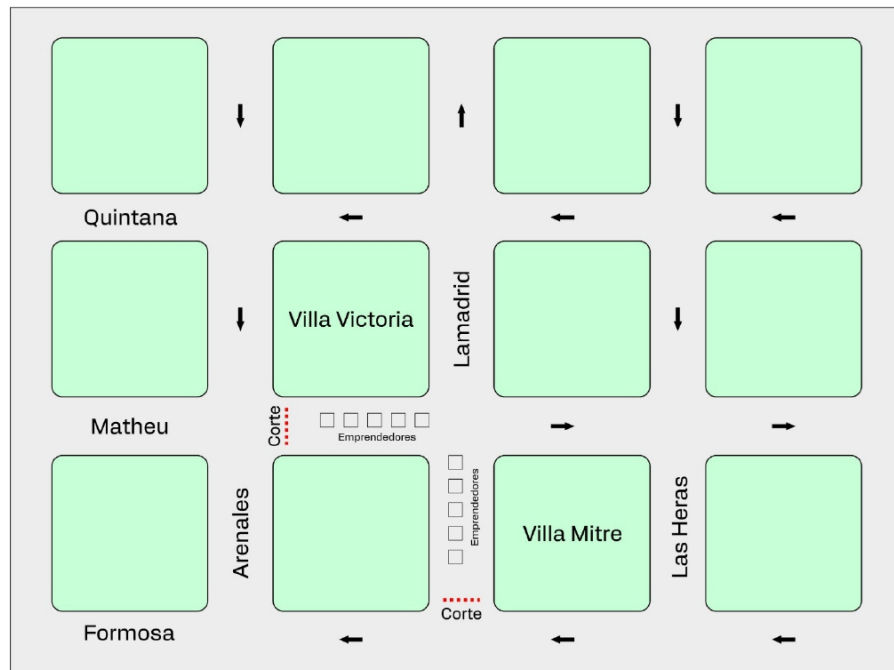 Quintana
Villa Victoria
Lamadrid
Matheu
Corte
Emprendedores
Arenales
Emprendedores
Villa Mitre
Las Heras
Corte
Formosa